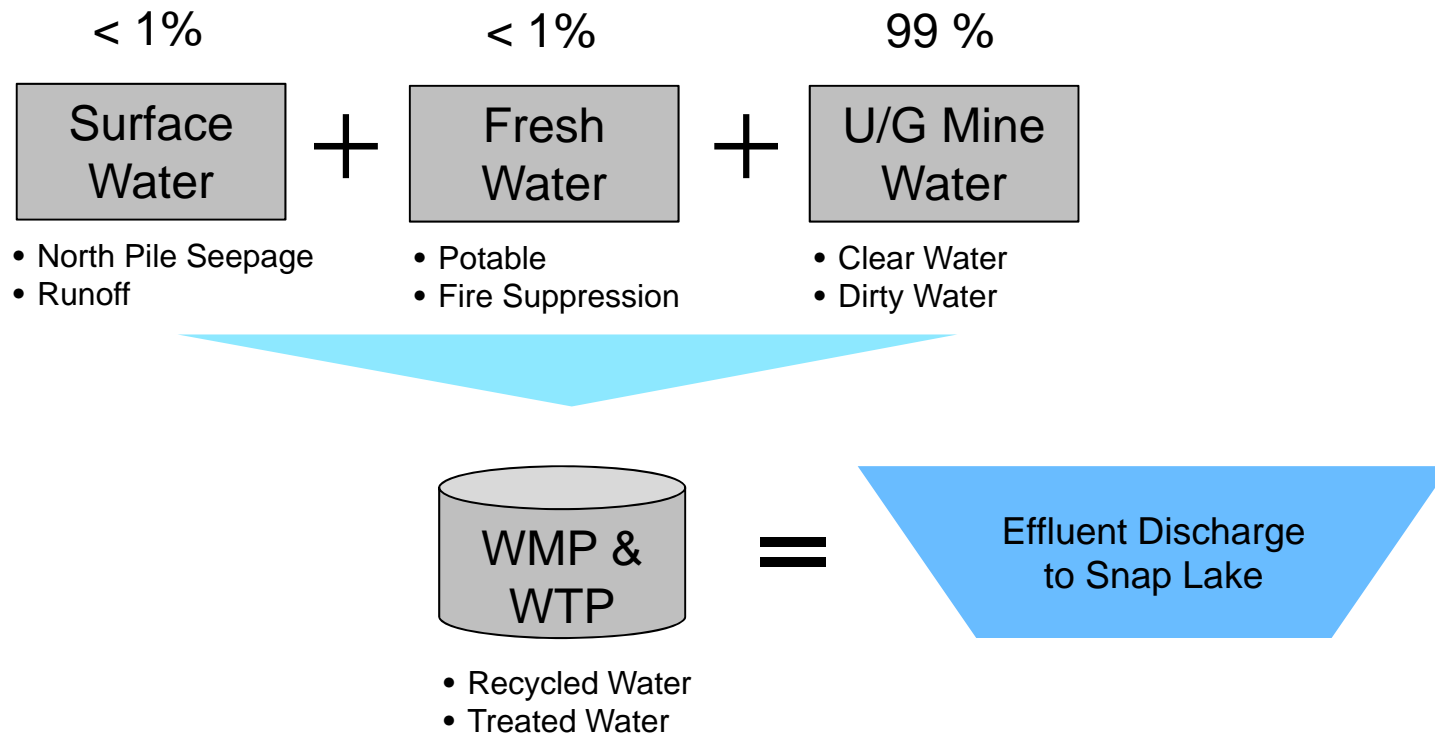 < 1%
< 1%
99 %
Surface
Water
+
Fresh
Water
+
U/G Mine
Water
• North Pile Seepage
• Runoff
• Potable
• Fire Suppression
• Clear Water
• Dirty Water
WMP &
WTP
=
Effluent Discharge
to Snap Lake
• Recycled Water
• Treated Water